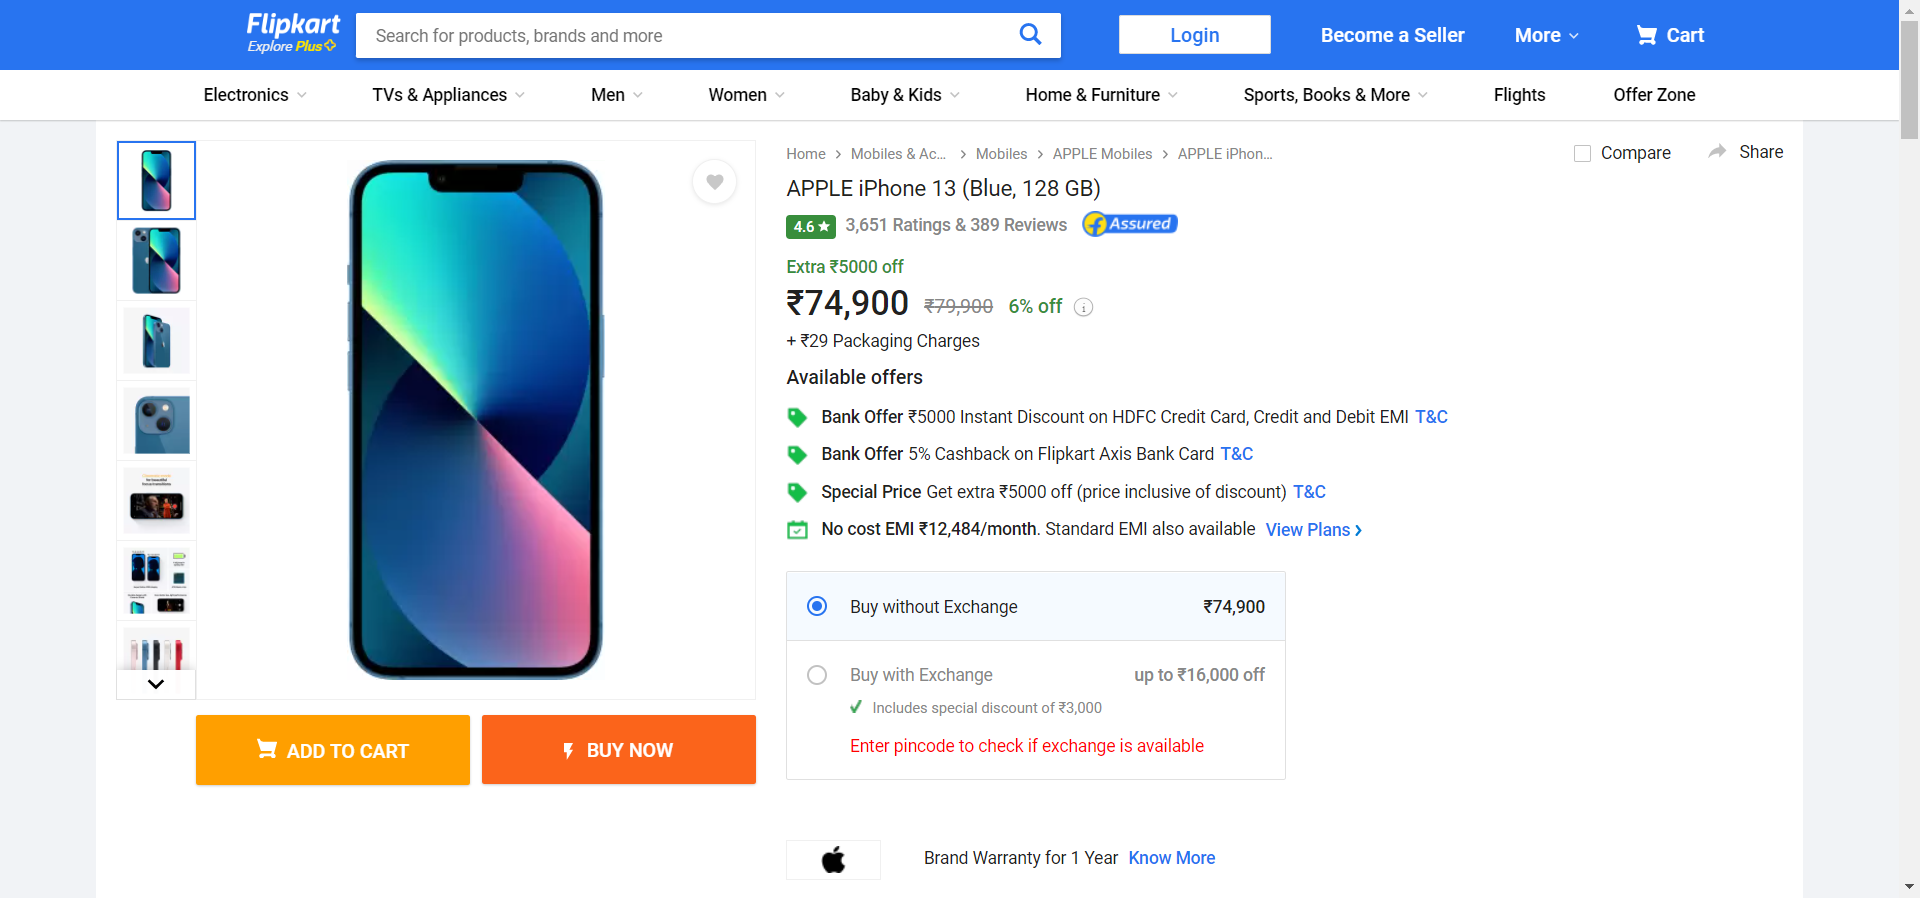 Flipkart
Explore Plus
Search for products, brands and more
Login
Become a Seller
More
Cart
Electronics
TVs & Appliances
Men
Women
Baby & Kids
Home & Furniture
Sports, Books & More
Flights
Offer Zone
Home
Mobiles & Ac...
Mobiles
APPLE Mobiles
APPLE iPhon...
Compare
Share
APPLE iPhone 13 (Blue, 128 GB)
4.6 ★ 3,651 Ratings & 389 Reviews
Assured
Extra ₹5000 off
₹74,900 ₹79,900 6% off
+ ₹29 Packaging Charges
Available offers
Bank Offer ₹5000 Instant Discount on HDFC Credit Card, Credit and Debit EMI T&C
Bank Offer 5% Cashback on Flipkart Axis Bank Card T&C
Special Price Get extra ₹5000 off (price inclusive of discount) T&C
No cost EMI ₹12,484/month. Standard EMI also available View Plans
Buy without Exchange ₹74,900
Buy with Exchange up to ₹16,000 off
Includes special discount of ₹3,000
Enter pincode to check if exchange is available
ADD TO CART
BUY NOW
Brand Warranty for 1 Year Know More